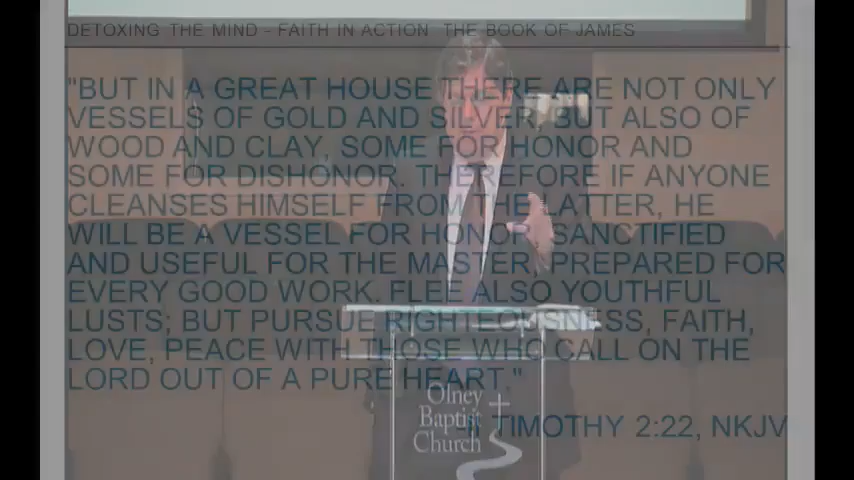 DETOXING THE MIND - FAITH IN ACTION THE BOOK OF JAMES
"BUT IN A GREAT HOUSE THERE ARE NOT ONLY
VESSELS OF GOLD AND SILVER, BUT ALSO OF
WOOD AND CLAY, SOME FOR HONOR AND
SOME FOR DISHONOR. THEREFORE IF ANYONE
CLEANSES HIMSELF FROM THE LATTER, HE
WILL BE A VESSEL FOR HONOR, SANCTIFIED
AND USEFUL FOR THE MASTER, PREPARED FOR
EVERY GOOD WORK. FLEE ALSO YOUTHFUL
LUSTS; BUT PURSUE RIGHTEOUSNESS, FAITH,
LOVE, PEACE WITH THOSE WHO CALL ON THE
LORD OUT OF A PURE HEART."
-II TIMOTHY 2:22, NKJV
Olney
Baptist
Church